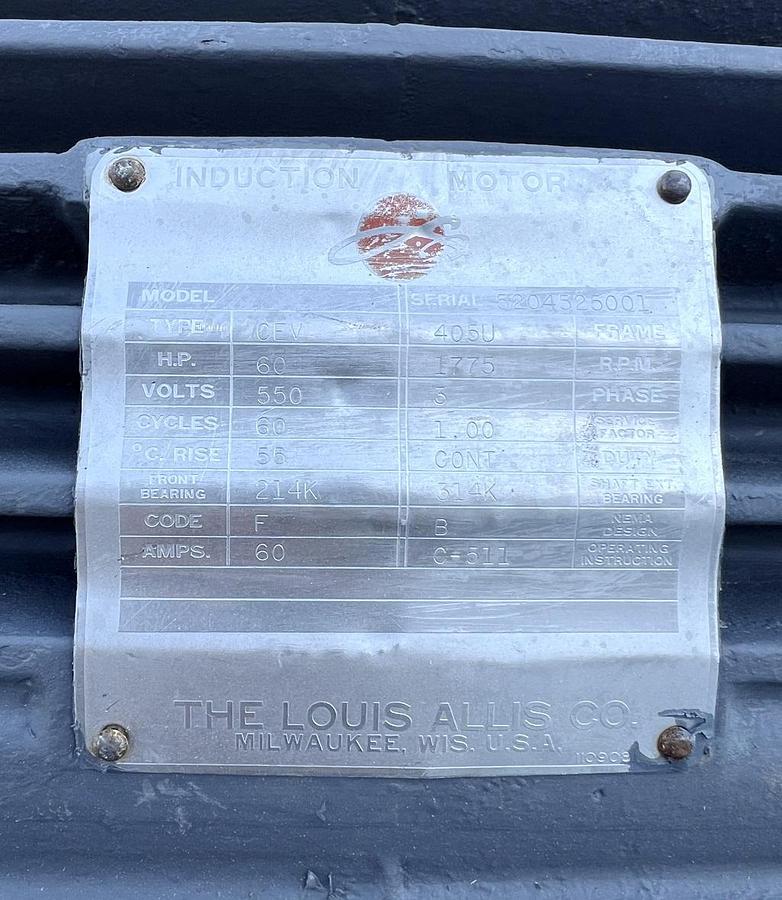 INDUCTION MOTOR
MODEL SERIAL 5204525001
TYPE CEV 405U FRAME
H.P. 60 1775 R.P.M.
VOLTS 550 3 PHASE
CYCLES 60 1.00 SERVICE FACTOR
°C. RISE 55 CONT DUTY
FRONT BEARING 214K 314K SHAFT EXT. BEARING
CODE F B NEMA DESIGN
AMPS. 60 C-511 OPERATING INSTRUCTION
THE LOUIS ALLIS CO.
MILWAUKEE, WIS. U.S.A.